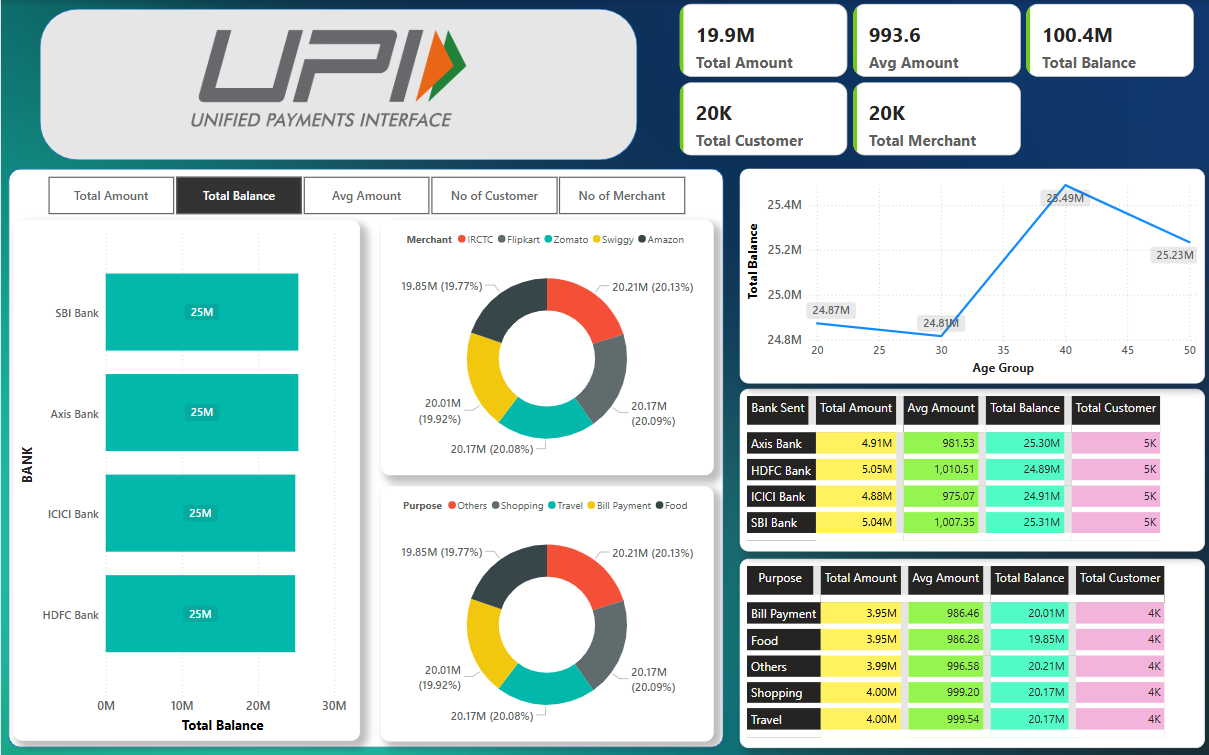 UPI
UNIFIED PAYMENTS INTERFACE
19.9M
Total Amount
993.6
Avg Amount
100.4M
Total Balance
20K
Total Customer
20K
Total Merchant
Total Amount
Total Balance
Avg Amount
No of Customer
No of Merchant
BANK
SBI Bank
25M
Axis Bank
25M
ICICI Bank
25M
HDFC Bank
25M
0M 10M 20M 30M
Total Balance
Merchant IRCTC Flipkart Zomato Swiggy Amazon
19.85M (19.77%)
20.21M (20.13%)
20.01M
(19.92%)
20.17M
(20.09%)
20.17M (20.08%)
Purpose Others Shopping Travel Bill Payment Food
19.85M (19.77%)
20.21M (20.13%)
20.01M
(19.92%)
20.17M
(20.09%)
20.17M (20.08%)
Total Balance
25.4M
25.2M
25.0M
24.8M
24.87M
24.81M
25.49M
25.23M
20 25 30 35 40 45 50
Age Group
Bank Sent Total Amount Avg Amount Total Balance Total Customer
Axis Bank 4.91M 981.53 25.30M 5K
HDFC Bank 5.05M 1,010.51 24.89M 5K
ICICI Bank 4.88M 975.07 24.91M 5K
SBI Bank 5.04M 1,007.35 25.31M 5K
Purpose Total Amount Avg Amount Total Balance Total Customer
Bill Payment 3.95M 986.46 20.01M 4K
Food 3.95M 986.28 19.85M 4K
Others 3.99M 996.58 20.21M 4K
Shopping 4.00M 999.20 20.17M 4K
Travel 4.00M 999.54 20.17M 4K